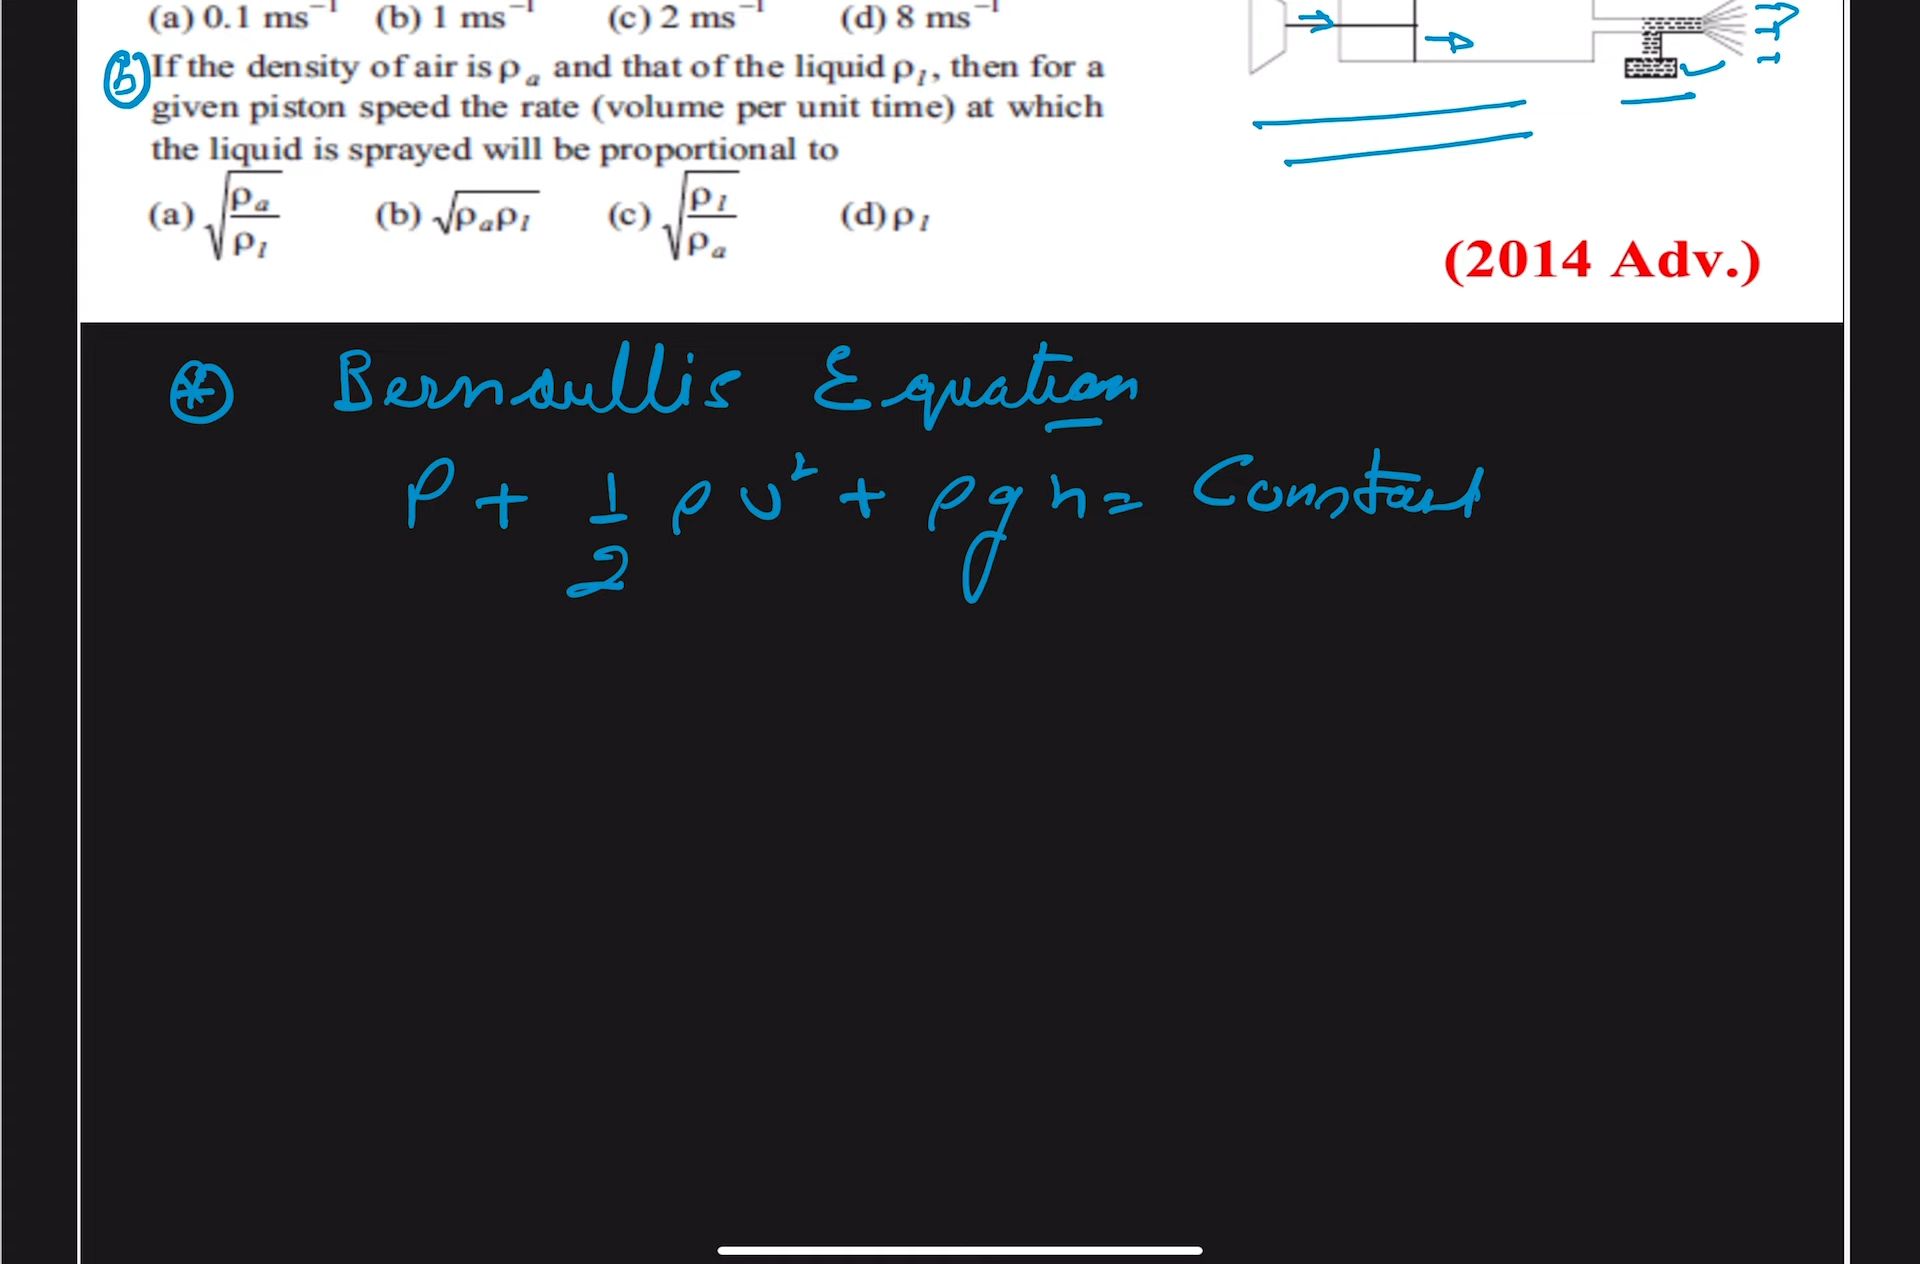 (a) 0.1 ms⁻¹ (b) 1 ms⁻¹ (c) 2 ms⁻¹ (d) 8 ms⁻¹
(b) If the density of air is ρₐ and that of the liquid ρₗ, then for a
given piston speed the rate (volume per unit time) at which
the liquid is sprayed will be proportional to
(a) √(ρₐ/ρₗ) (b) √ρₐρₗ (c) √(ρₗ/ρₐ) (d) ρₗ
(2014 Adv.)
* Bernoullis Equation
P + 1/2 ρv² + ρgh = Constant